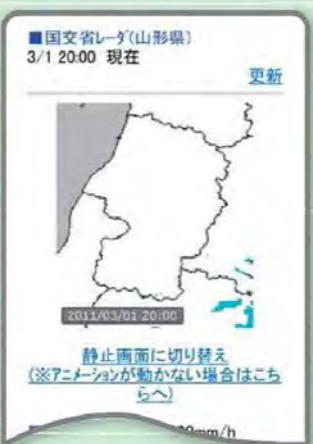 ■国交省レーダ(山形県)
3/1 20:00 現在
更新
2011/03/01 20:00
静止画面に切り替え
(※アニメーションが動かない場合はこち
らへ)
mm/h